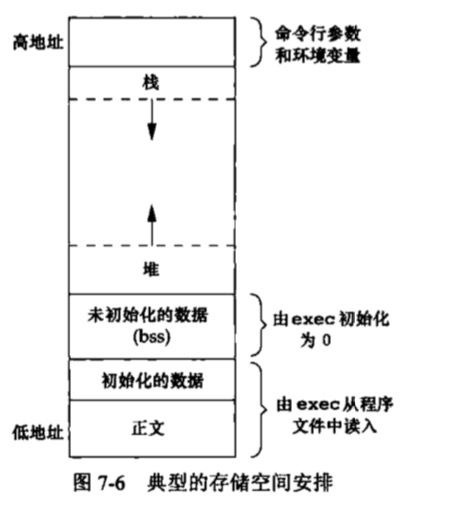 高地址
命令行参数
和环境变量
栈
堆
未初始化的数据
(bss)
由exec初始化
为 0
初始化的数据
由exec从程序
文件中读入
低地址
正文
图 7-6 典型的存储空间安排